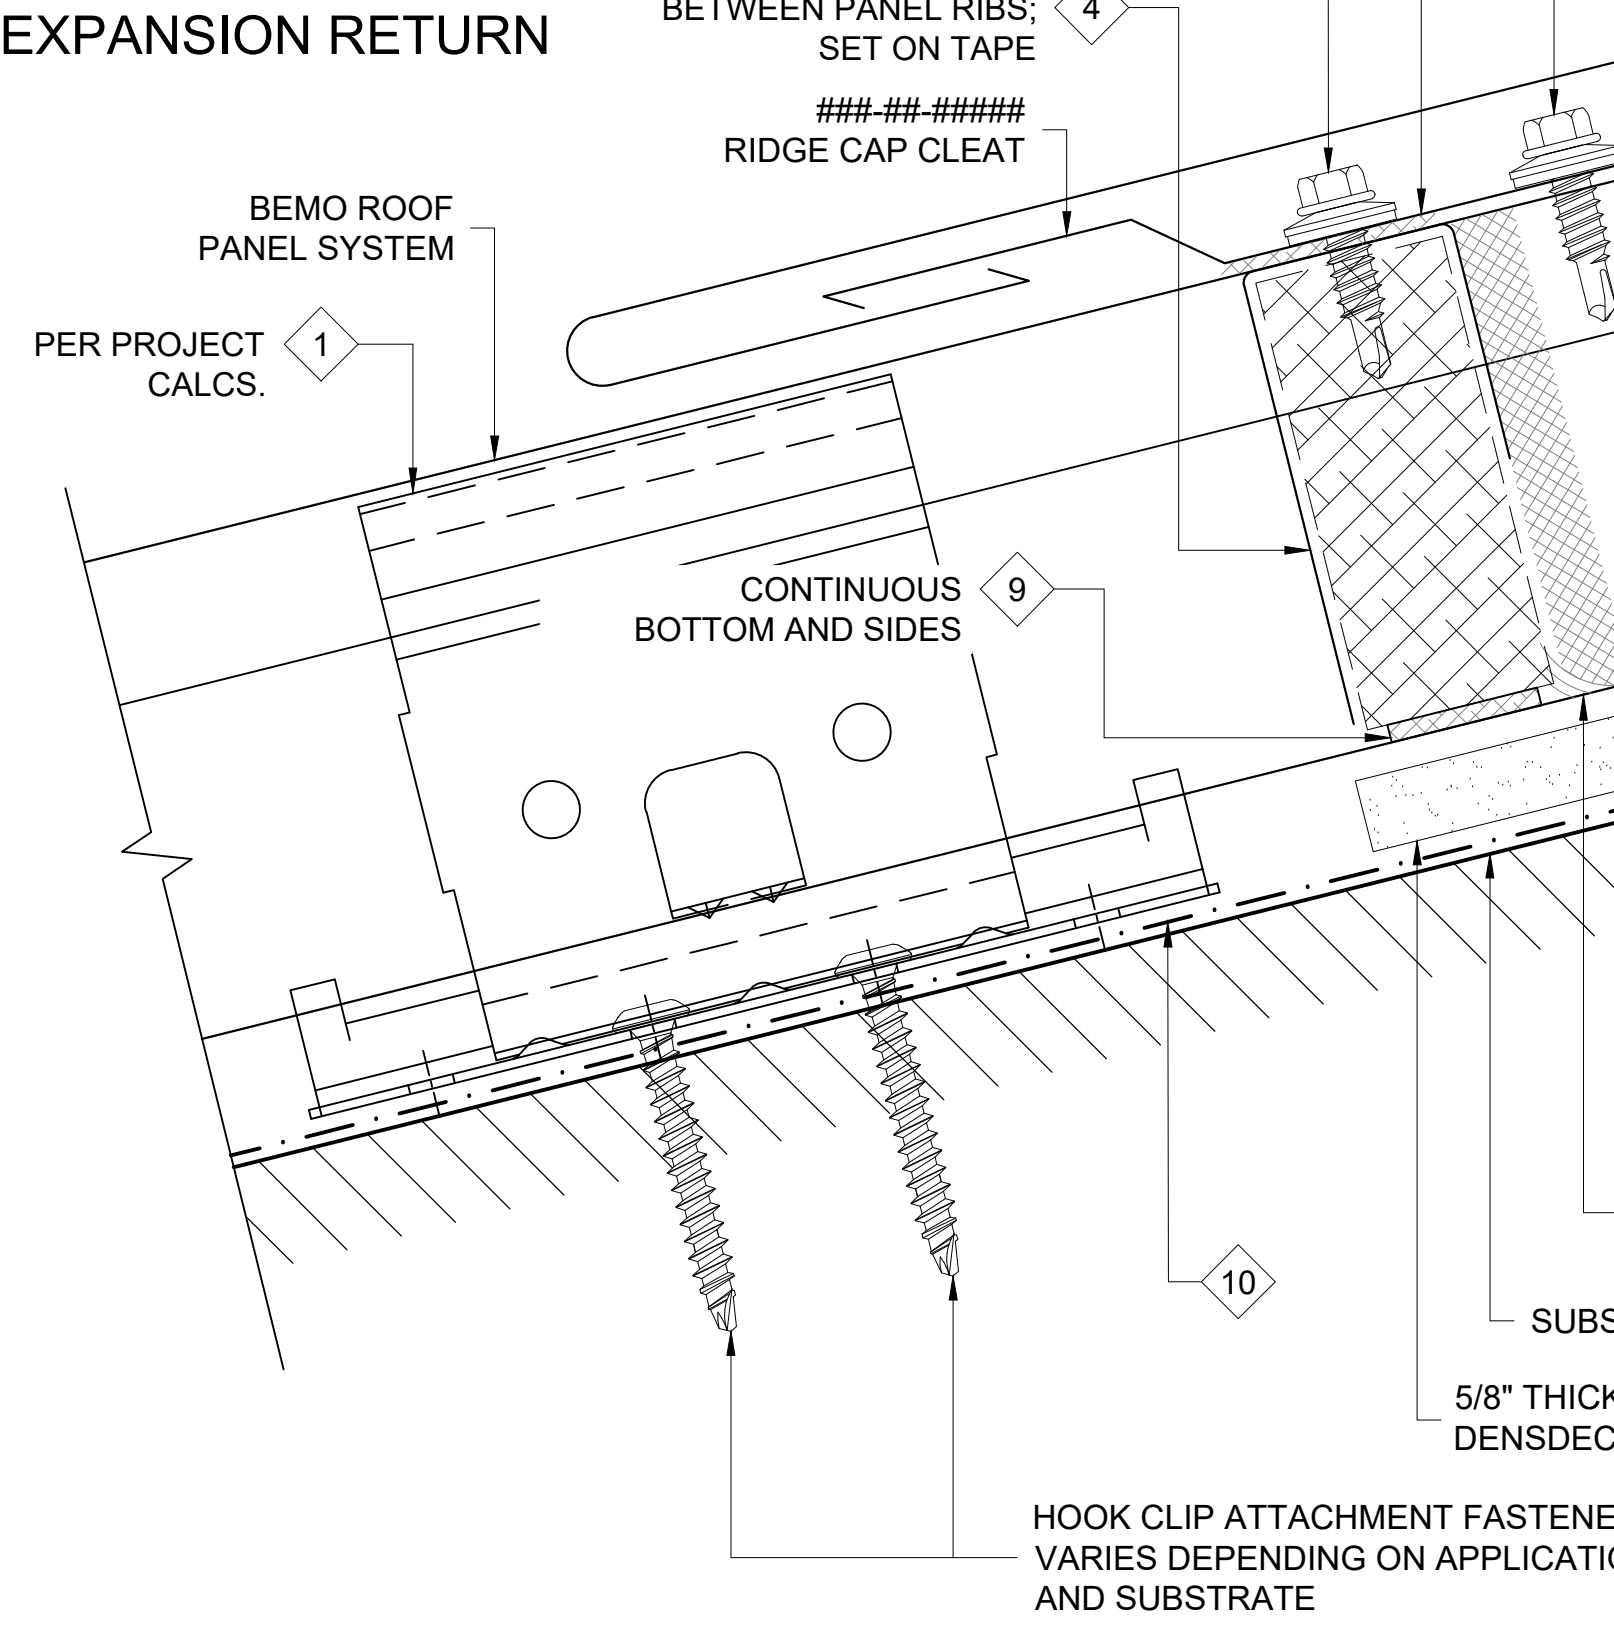 EXPANSION RETURN
BETWEEN PANEL RIBS;
SET ON TAPE
4
###-##-#####
RIDGE CAP CLEAT
BEMO ROOF
PANEL SYSTEM
PER PROJECT
CALCS.
1
CONTINUOUS
BOTTOM AND SIDES
9
10
SUBS
5/8" THICK
DENSDEC
HOOK CLIP ATTACHMENT FASTENE
VARIES DEPENDING ON APPLICATIO
AND SUBSTRATE